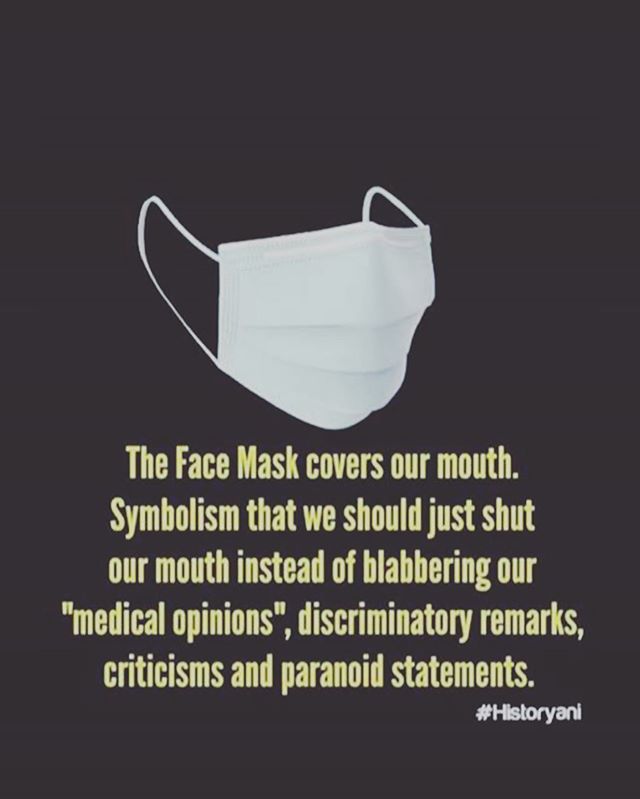 The Face Mask covers our mouth.
Symbolism that we should just shut
our mouth instead of blabbering our
"medical opinions", discriminatory remarks,
criticisms and paranoid statements.
#Historyani